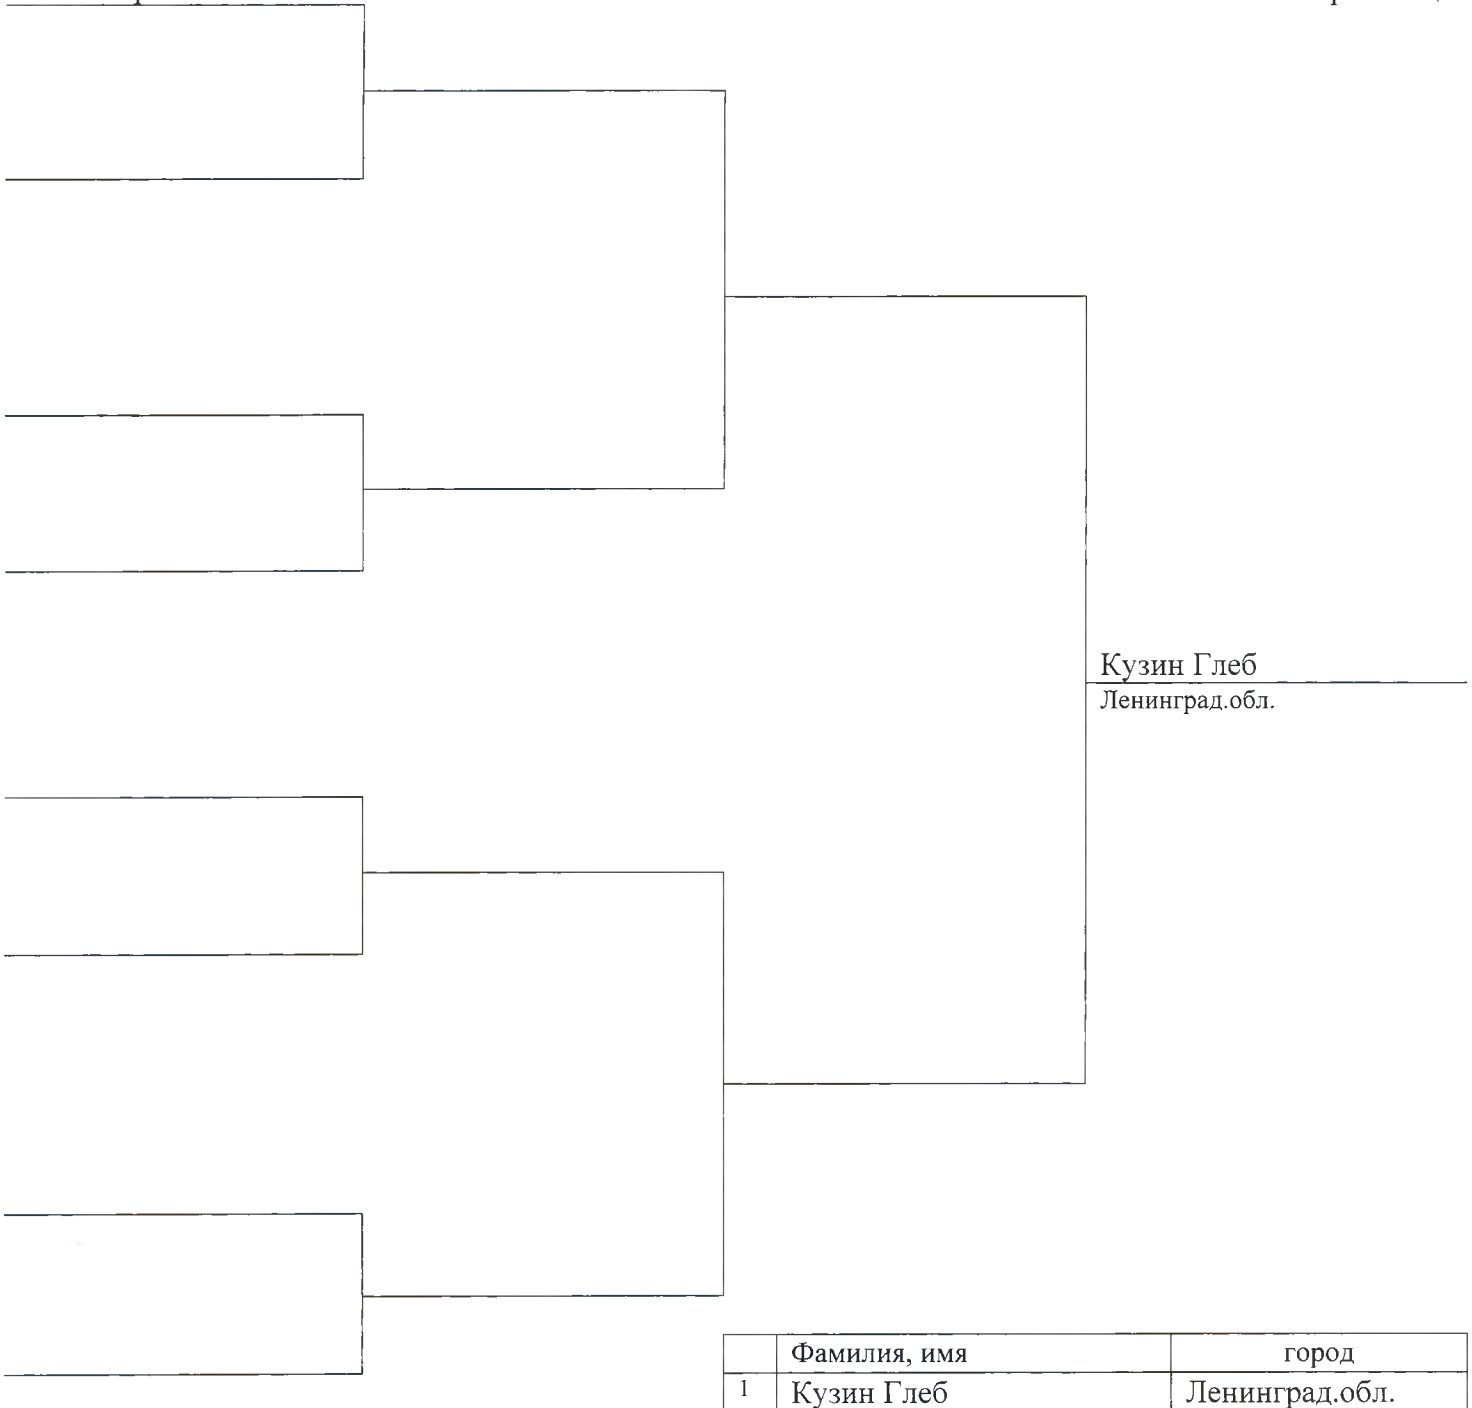 Кузин Глеб
Ленинград.обл.
Фамилия, имя город
1 Кузин Глеб Ленинград.обл.